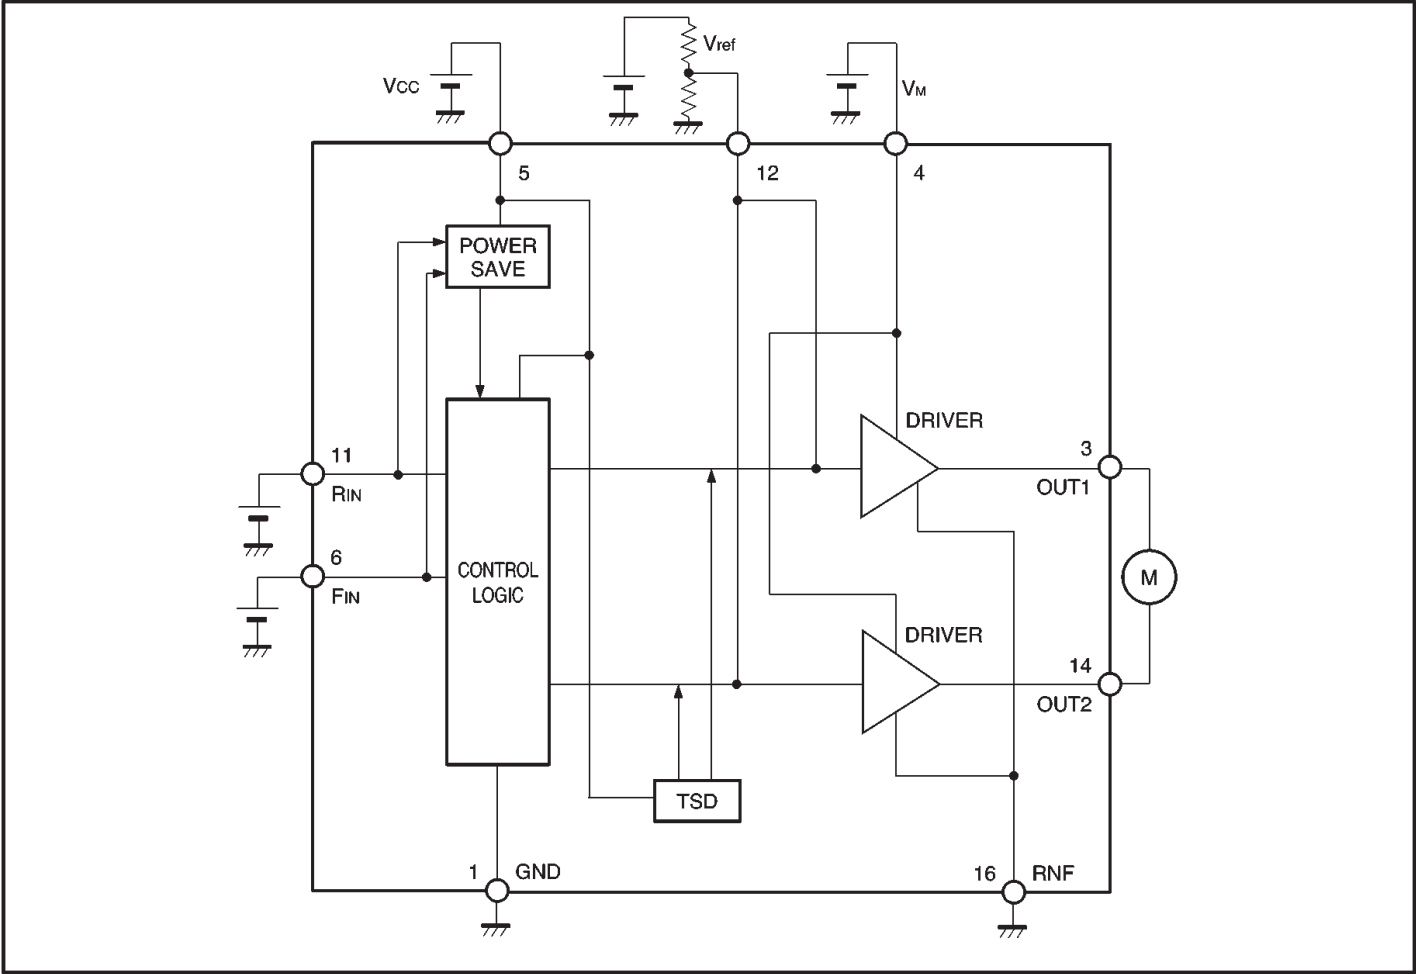 Vref
VCC
VM
5
12
4
POWER
SAVE
DRIVER
11
RIN
3
OUT1
6
FIN
CONTROL
LOGIC
M
DRIVER
14
OUT2
TSD
1
GND
16
RNF